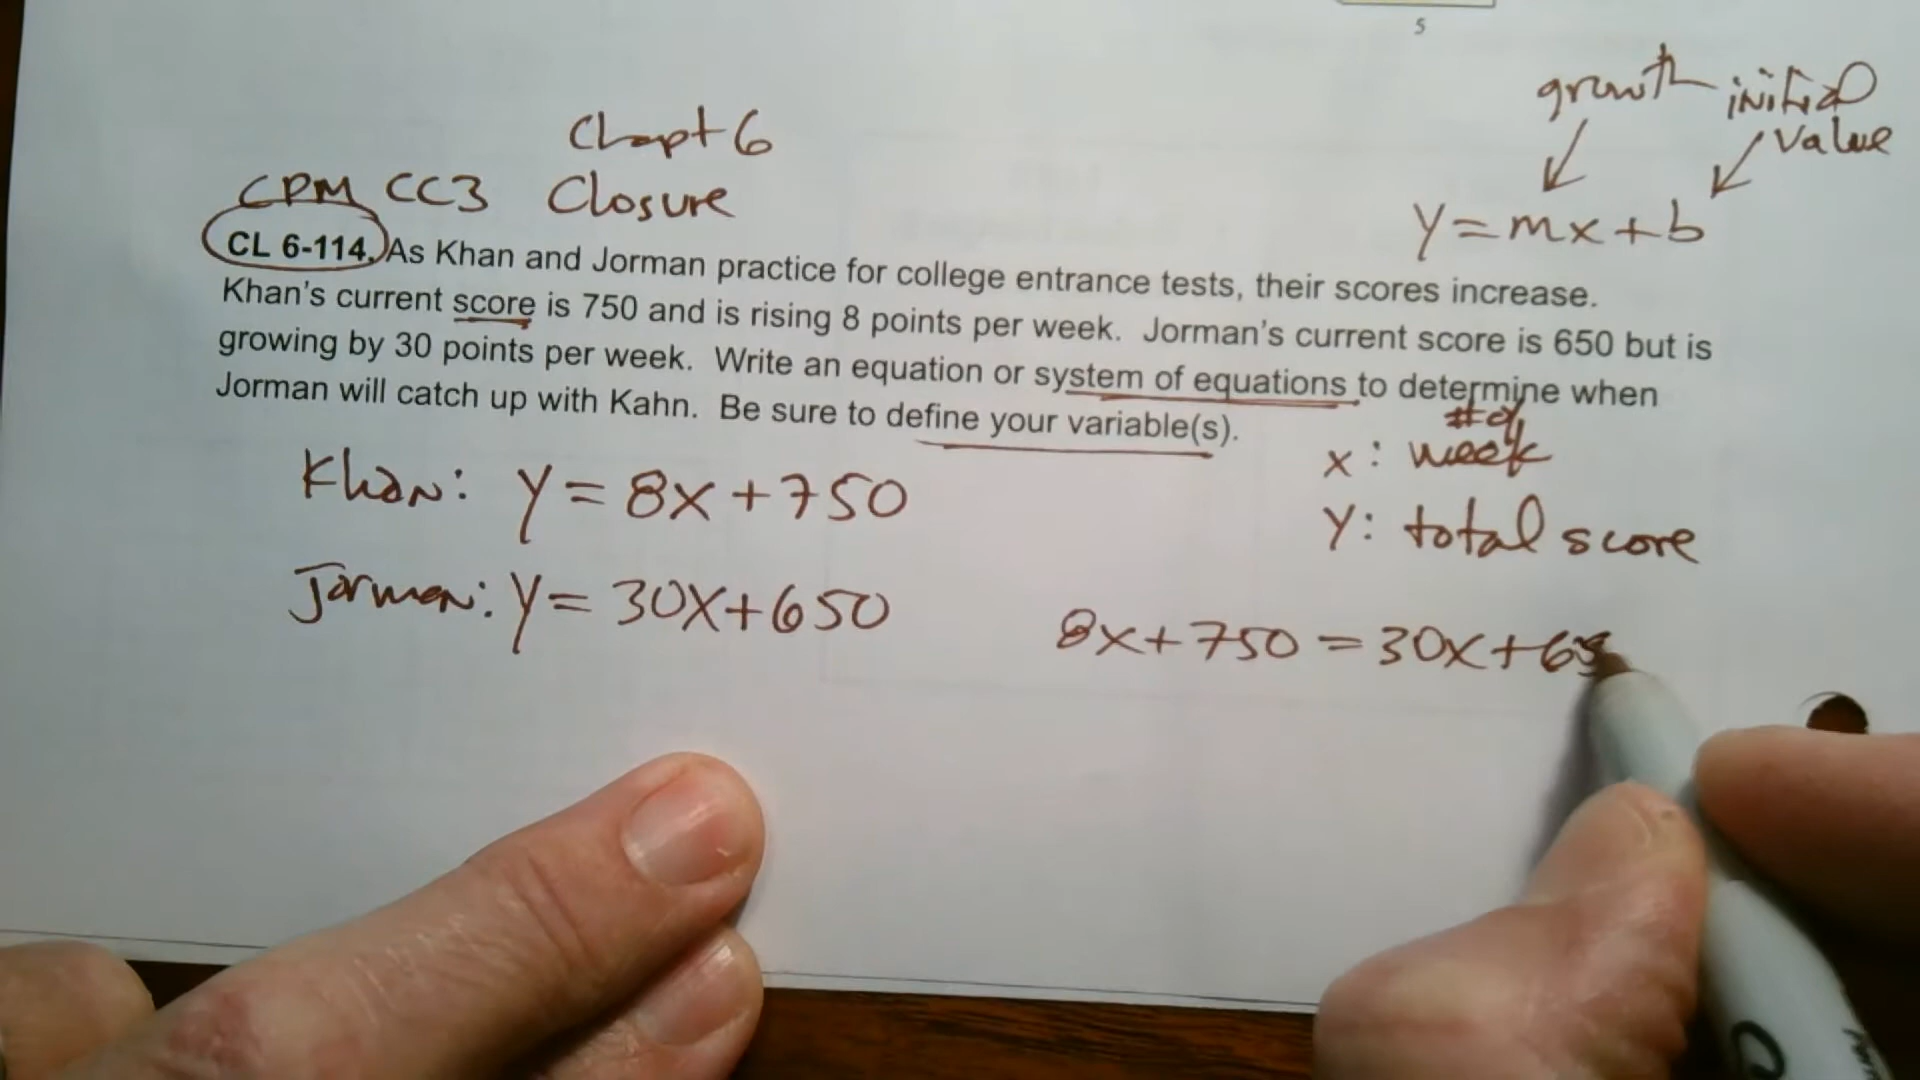 5
growth initial
value
y=mx+b
Chapt 6
CPM CC3 Closure
CL 6-114. As Khan and Jorman practice for college entrance tests, their scores increase.
Khan's current score is 750 and is rising 8 points per week. Jorman's current score is 650 but is
growing by 30 points per week. Write an equation or system of equations to determine when
Jorman will catch up with Kahn. Be sure to define your variable(s).
# of
x: week
Khan: y=8x+750
y: total score
Jorman: y=30x+650
8x+750=30x+65